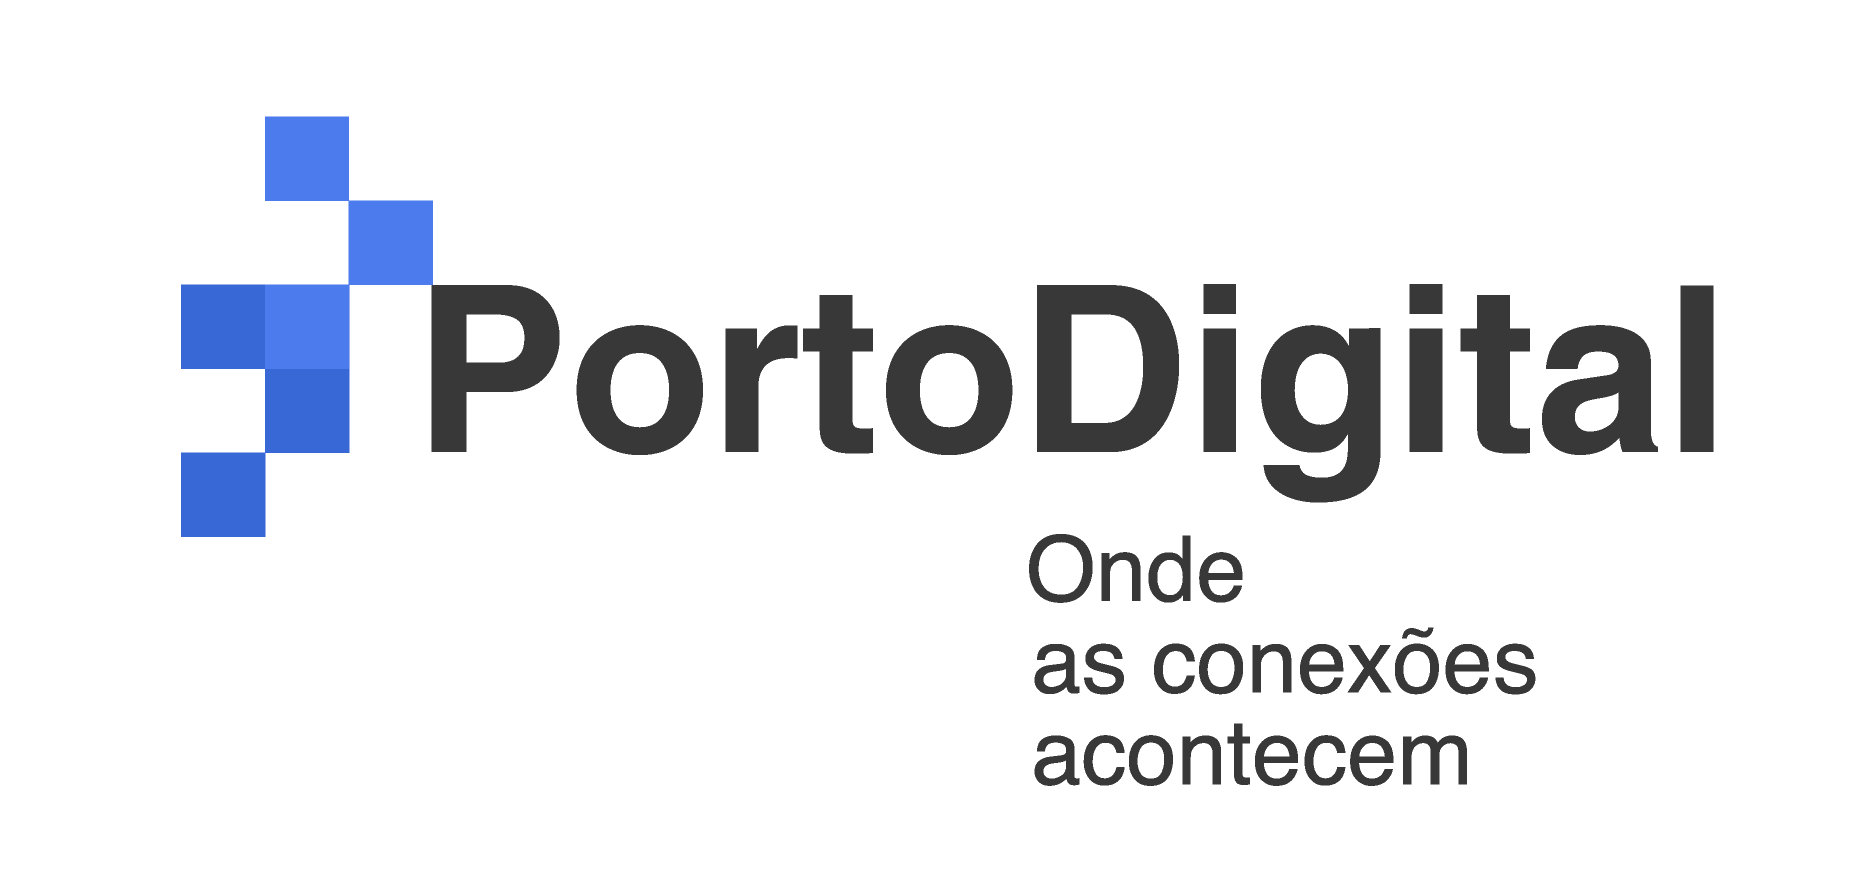 PortoDigital
Onde
as conexões
acontecem